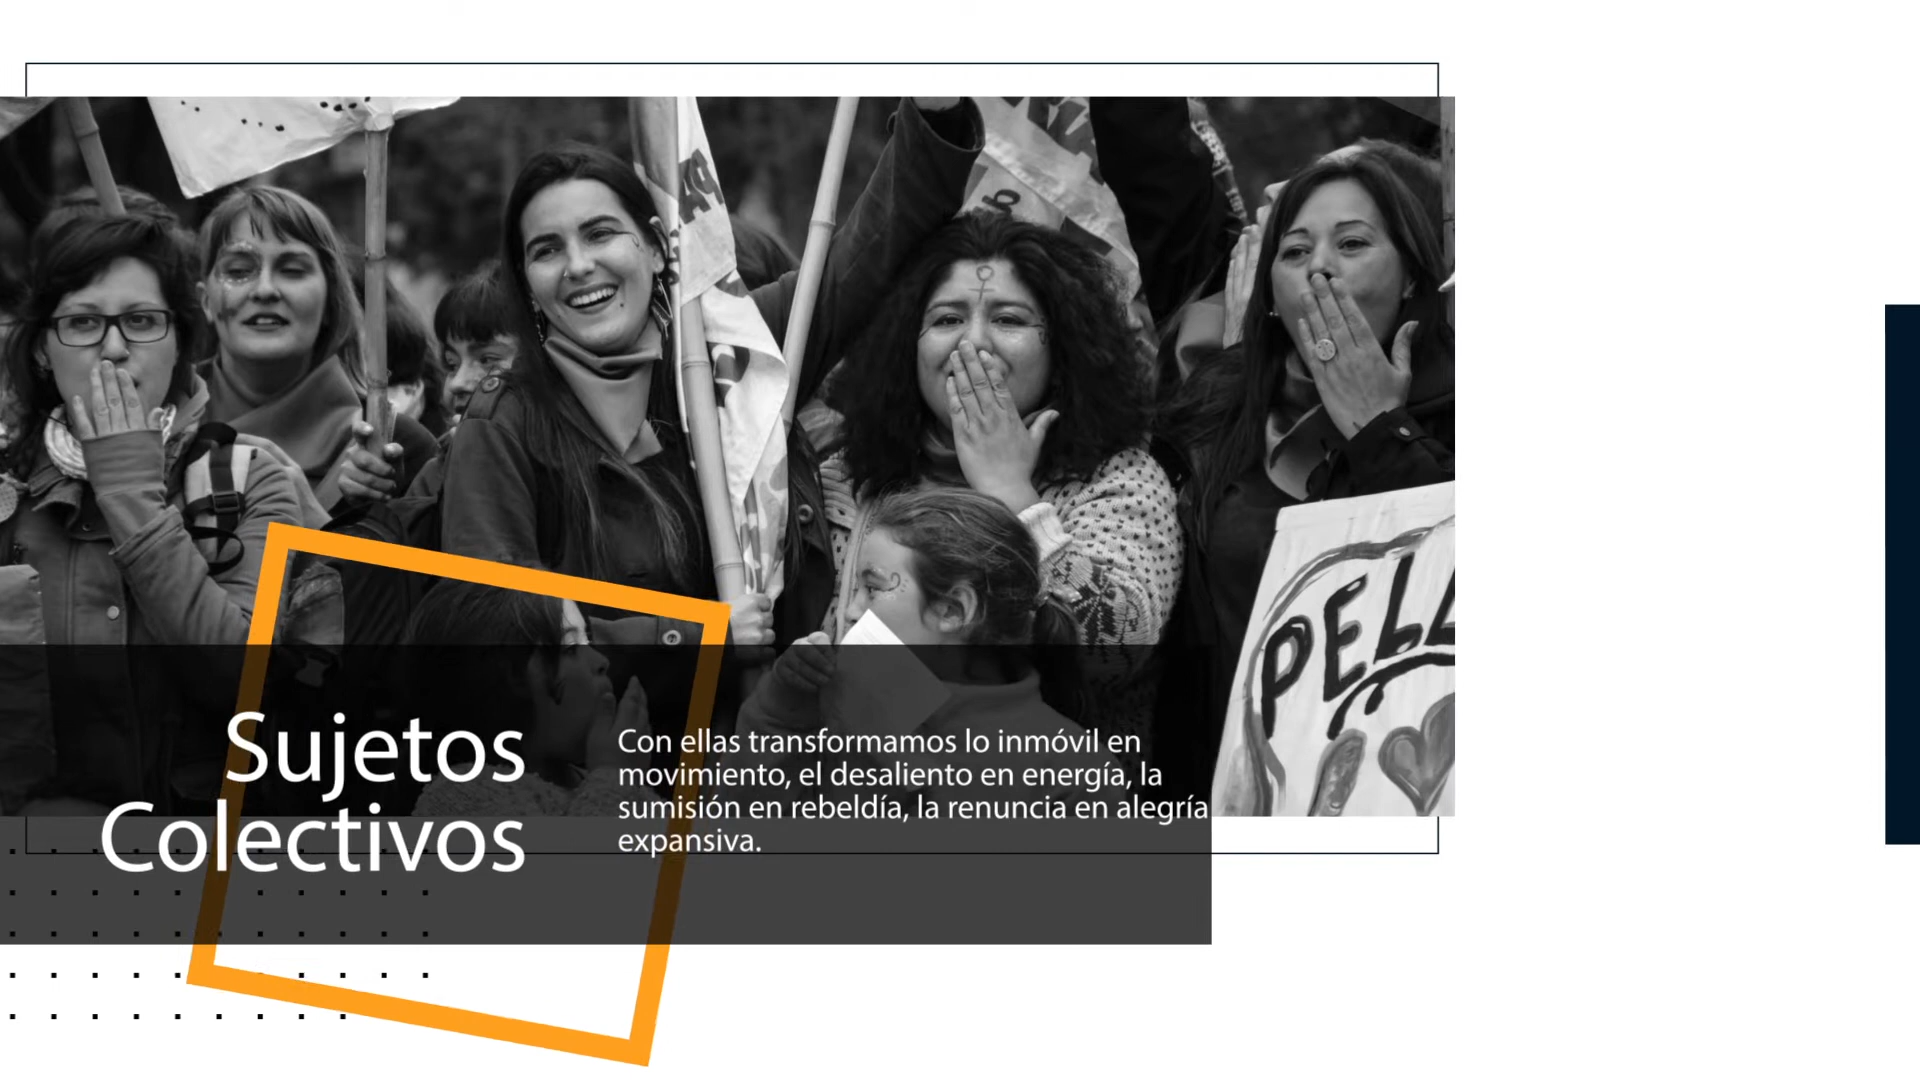 Sujetos
Colectivos
Con ellas transformamos lo inmóvil en
movimiento, el desaliento en energía, la
sumisión en rebeldía, la renuncia en alegría
expansiva.
PELL